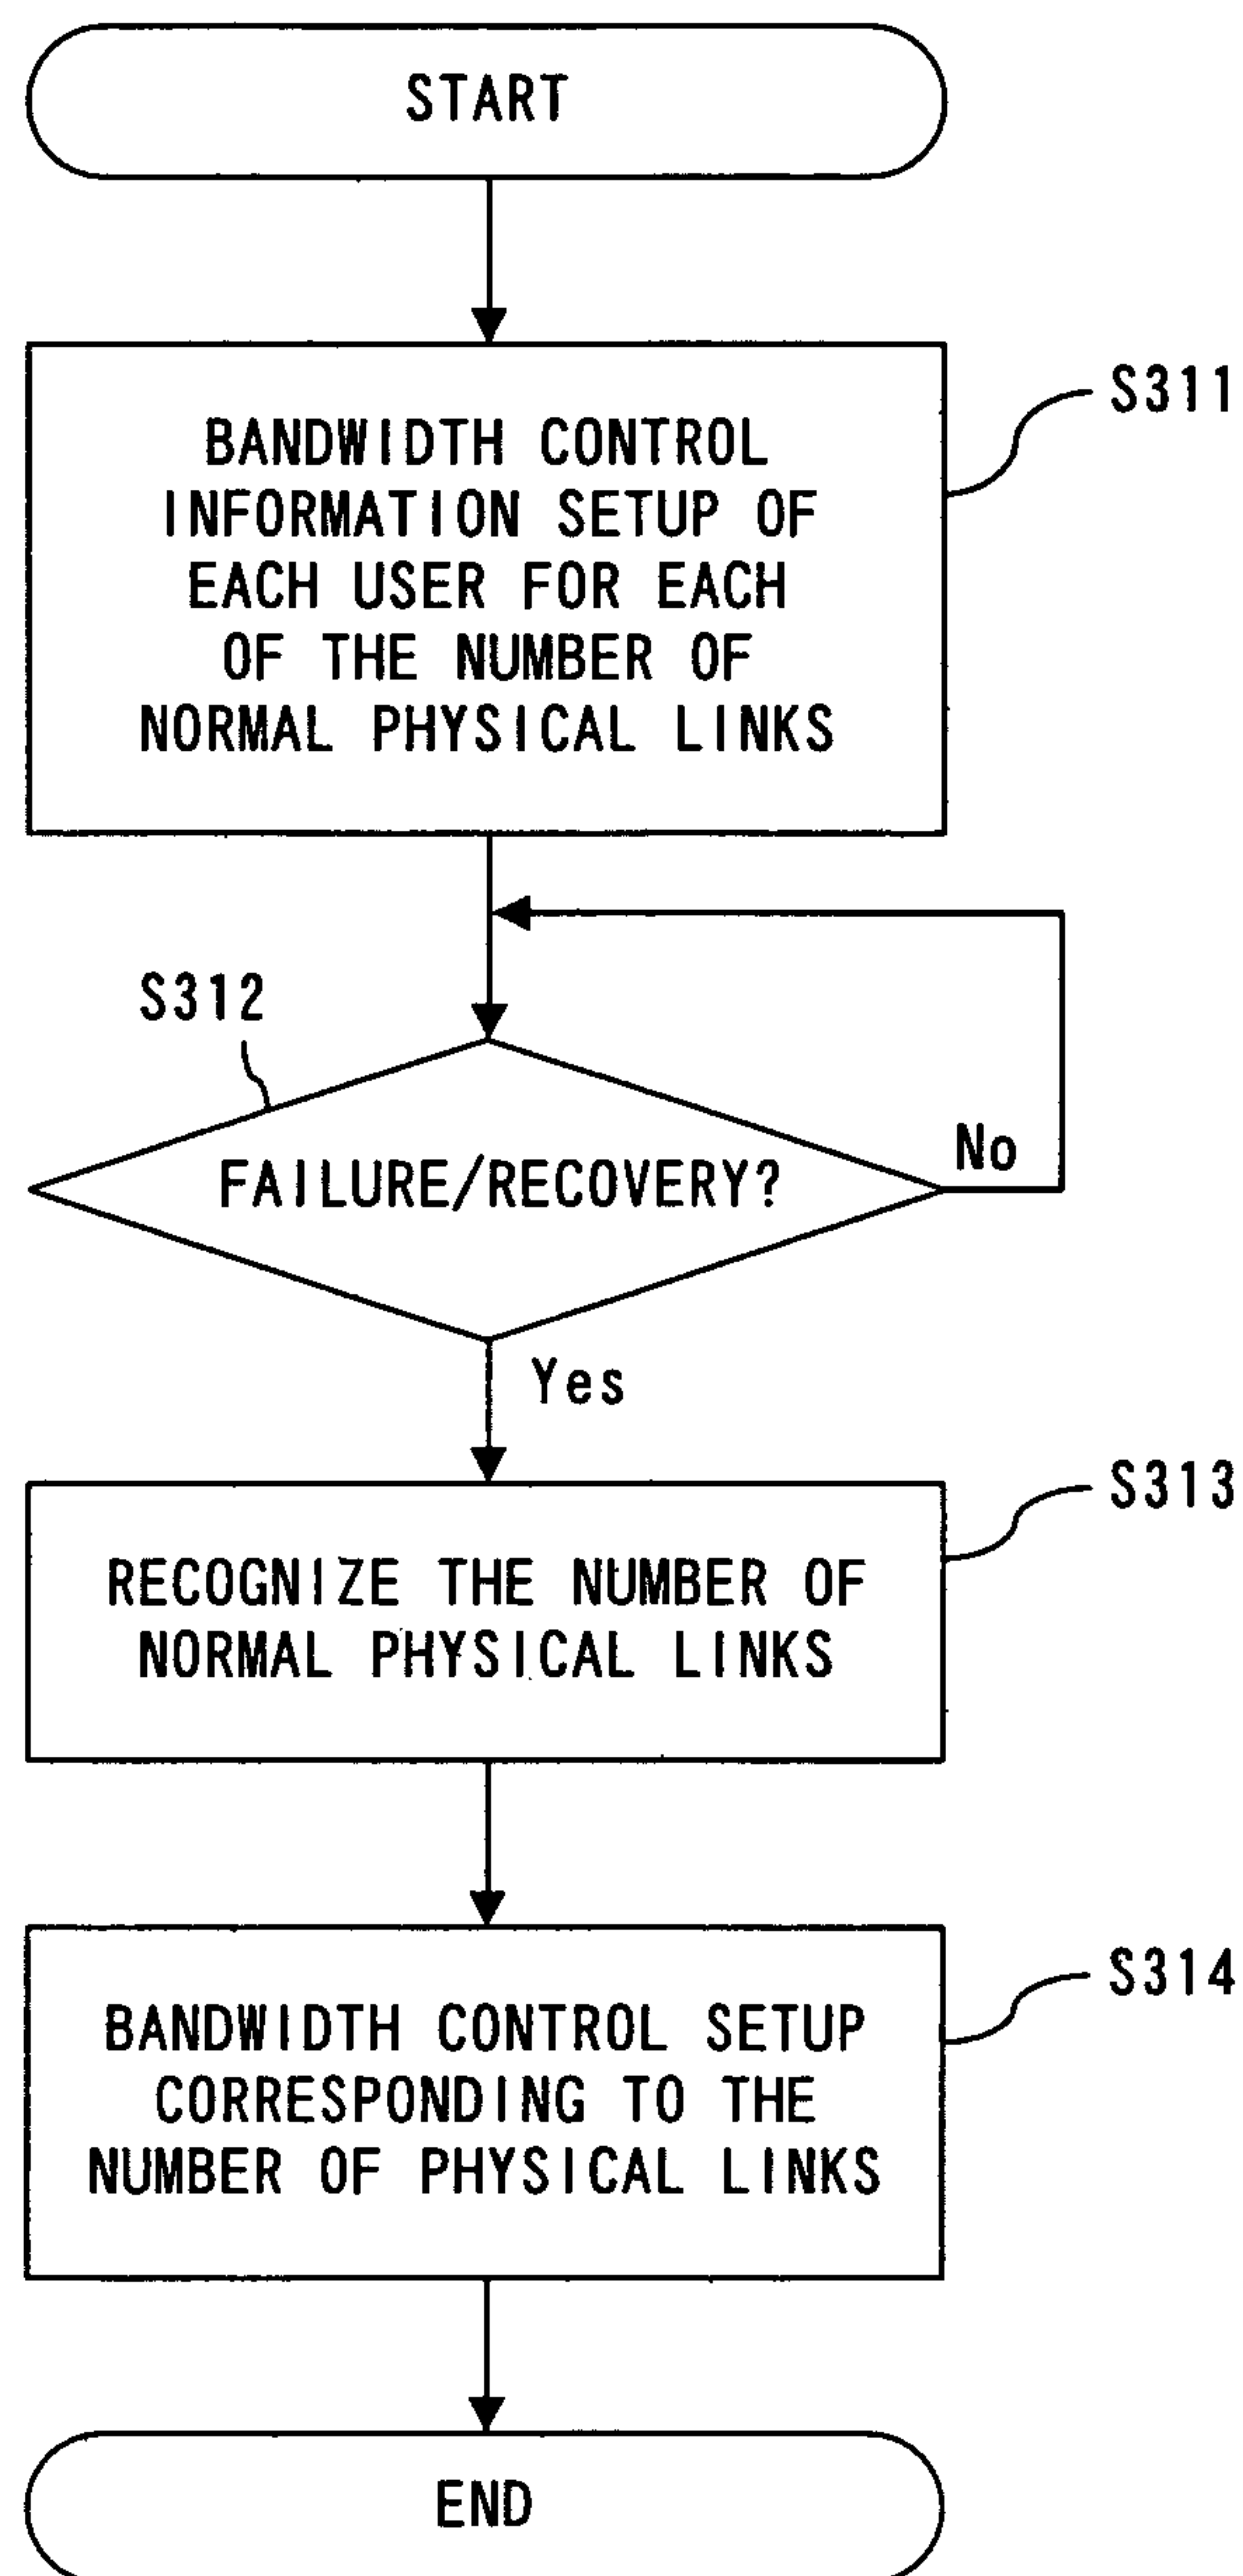 START
S311
BANDWIDTH CONTROL
INFORMATION SETUP OF
EACH USER FOR EACH
OF THE NUMBER OF
NORMAL PHYSICAL LINKS
S312
FAILURE/RECOVERY?
No
Yes
S313
RECOGNIZE THE NUMBER OF
NORMAL PHYSICAL LINKS
S314
BANDWIDTH CONTROL SETUP
CORRESPONDING TO THE
NUMBER OF PHYSICAL LINKS
END